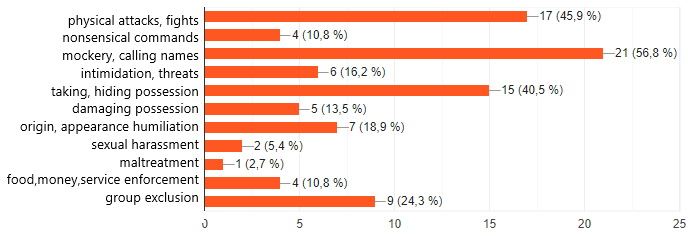 physical attacks, fights 17 (45,9 %)
nonsensical commands 4 (10,8 %)
mockery, calling names 21 (56,8 %)
intimidation, threats 6 (16,2 %)
taking, hiding possession 15 (40,5 %)
damaging possession 5 (13,5 %)
origin, appearance humiliation 7 (18,9 %)
sexual harassment 2 (5,4 %)
maltreatment 1 (2,7 %)
food,money,service enforcement 4 (10,8 %)
group exclusion 9 (24,3 %)
0 5 10 15 20 25